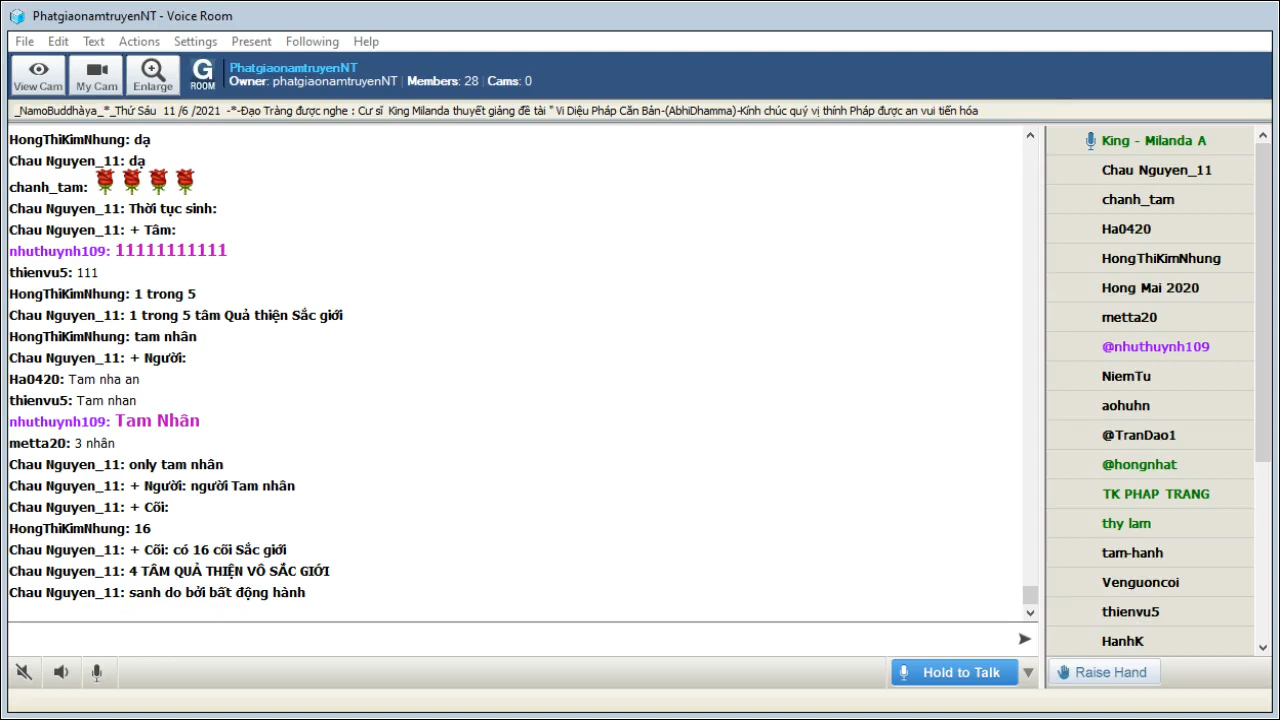 PhatgiaonamtruyenNT - Voice Room
File Edit Text Actions Settings Present Following Help
View Cam My Cam Enlarge G ROOM
PhatgiaonamtruyenNT
Owner: phatgiaonamtruyenNT Members: 28 Cams: 0
_NamoBuddhàya_*_Thứ Sáu 11 /6 /2021 -*-Đạo Tràng được nghe : Cư sĩ King Milanda thuyết giảng đề tài " Vi Diệu Pháp Căn Bản-(AbhiDhamma)-Kính chúc quý vị thính Pháp được an vui tiến hóa
HongThiKimNhung: dạ
Chau Nguyen_11: dạ
chanh_tam:
Chau Nguyen_11: Thời tục sinh:
Chau Nguyen_11: + Tâm:
nhuthuynh109: 11111111111
thienvu5: 111
HongThiKimNhung: 1 trong 5
Chau Nguyen_11: 1 trong 5 tâm Quả thiện Sắc giới
HongThiKimNhung: tam nhân
Chau Nguyen_11: + Người:
Ha0420: Tam nha an
thienvu5: Tam nhan
nhuthuynh109: Tam Nhân
metta20: 3 nhân
Chau Nguyen_11: only tam nhân
Chau Nguyen_11: + Người: người Tam nhân
Chau Nguyen_11: + Cõi:
HongThiKimNhung: 16
Chau Nguyen_11: + Cõi: có 16 cõi Sắc giới
Chau Nguyen_11: 4 TÂM QUẢ THIỆN VÔ SẮC GIỚI
Chau Nguyen_11: sanh do bởi bất động hành
King - Milanda A
Chau Nguyen_11
chanh_tam
Ha0420
HongThiKimNhung
Hong Mai 2020
metta20
@nhuthuynh109
NiemTu
aohuhn
@TranDao1
@hongnhat
TK PHAP TRANG
thy lam
tam-hanh
Venguoncoi
thienvu5
HanhK
Hold to Talk
Raise Hand